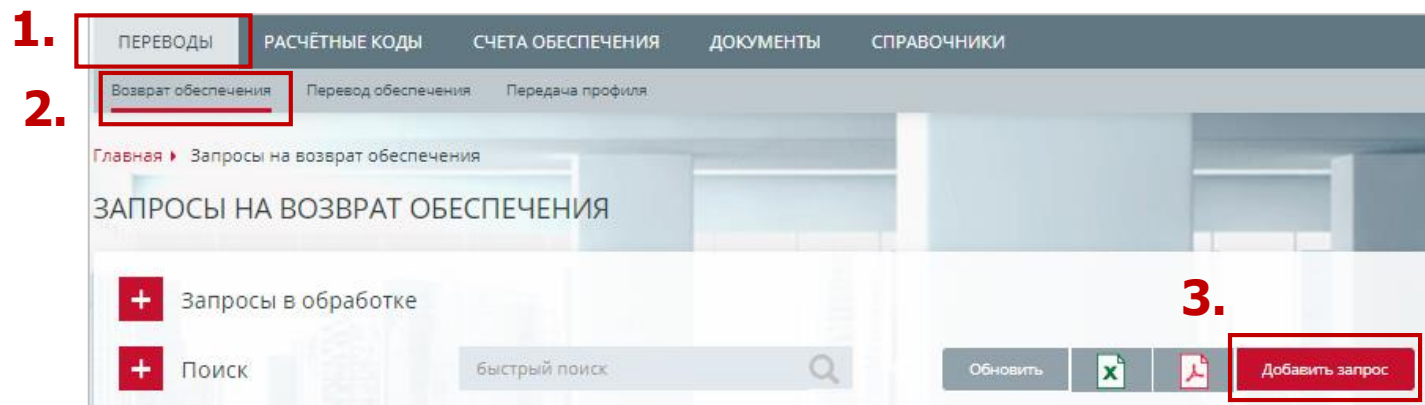 1.
ПЕРЕВОДЫ РАСЧЁТНЫЕ КОДЫ СЧЕТА ОБЕСПЕЧЕНИЯ ДОКУМЕНТЫ СПРАВОЧНИКИ
2.
Возврат обеспечения Перевод обеспечения Передача профиля
Главная Запросы на возврат обеспечения
ЗАПРОСЫ НА ВОЗВРАТ ОБЕСПЕЧЕНИЯ
+ Запросы в обработке
3.
+ Поиск быстрый поиск Обновить X Добавить запрос